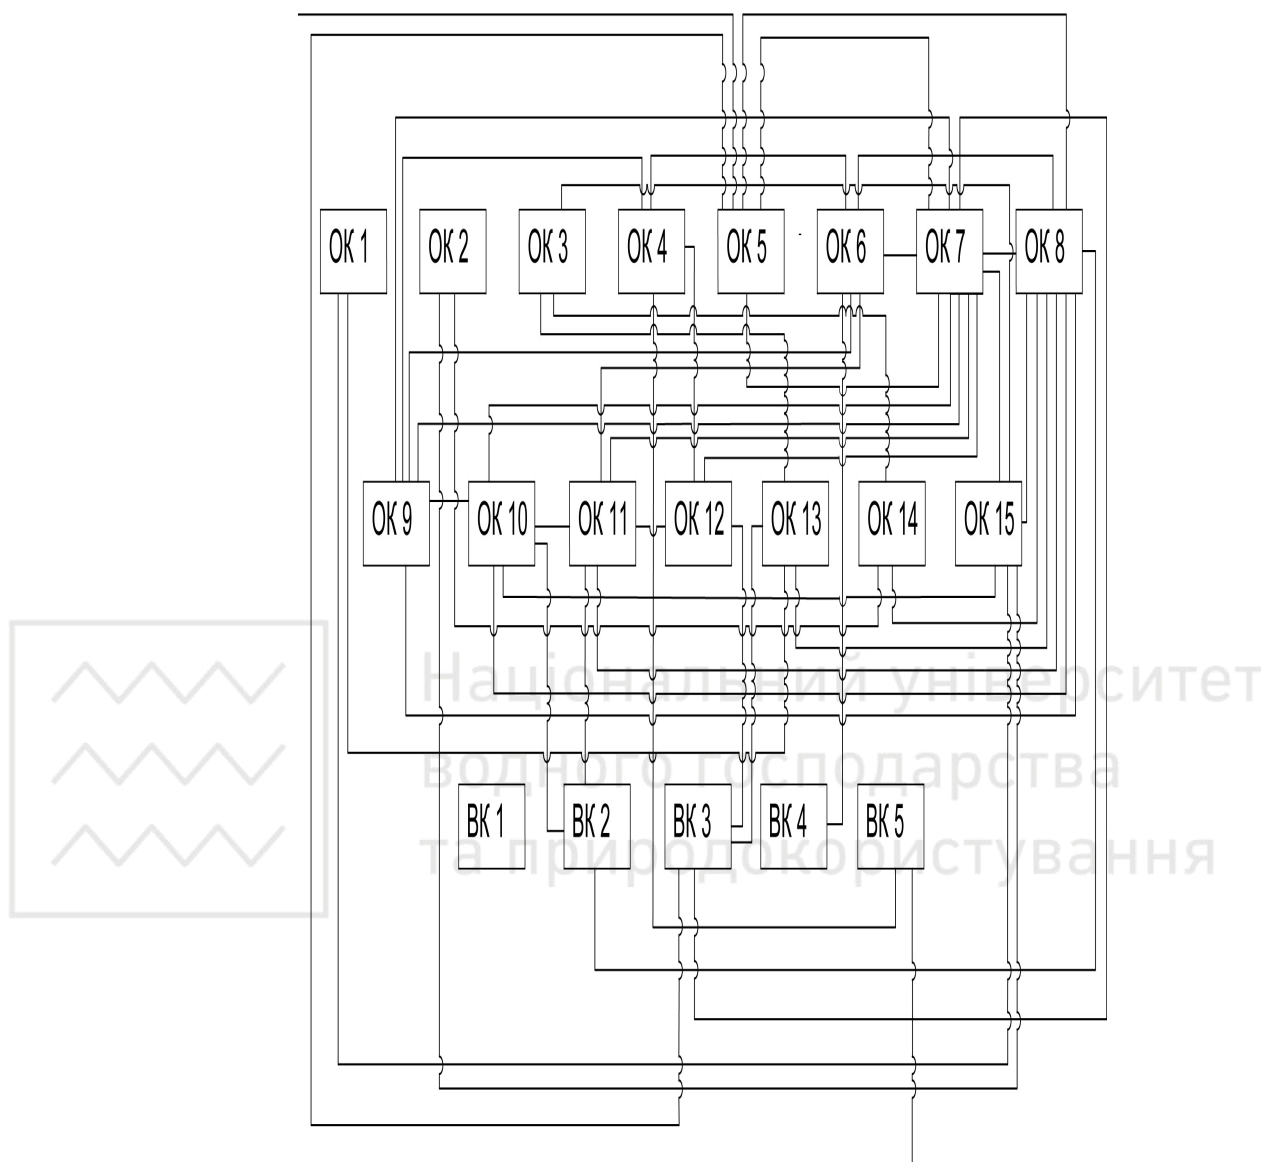 ОК 1 ОК 2 ОК 3 ОК 4 ОК 5 ОК 6 ОК 7 ОК 8
ОК 9 ОК 10 ОК 11 ОК 12 ОК 13 ОК 14 ОК 15
Національний університет
водного господарства
ВК 1 ВК 2 ВК 3 ВК 4 ВК 5
та природокористування